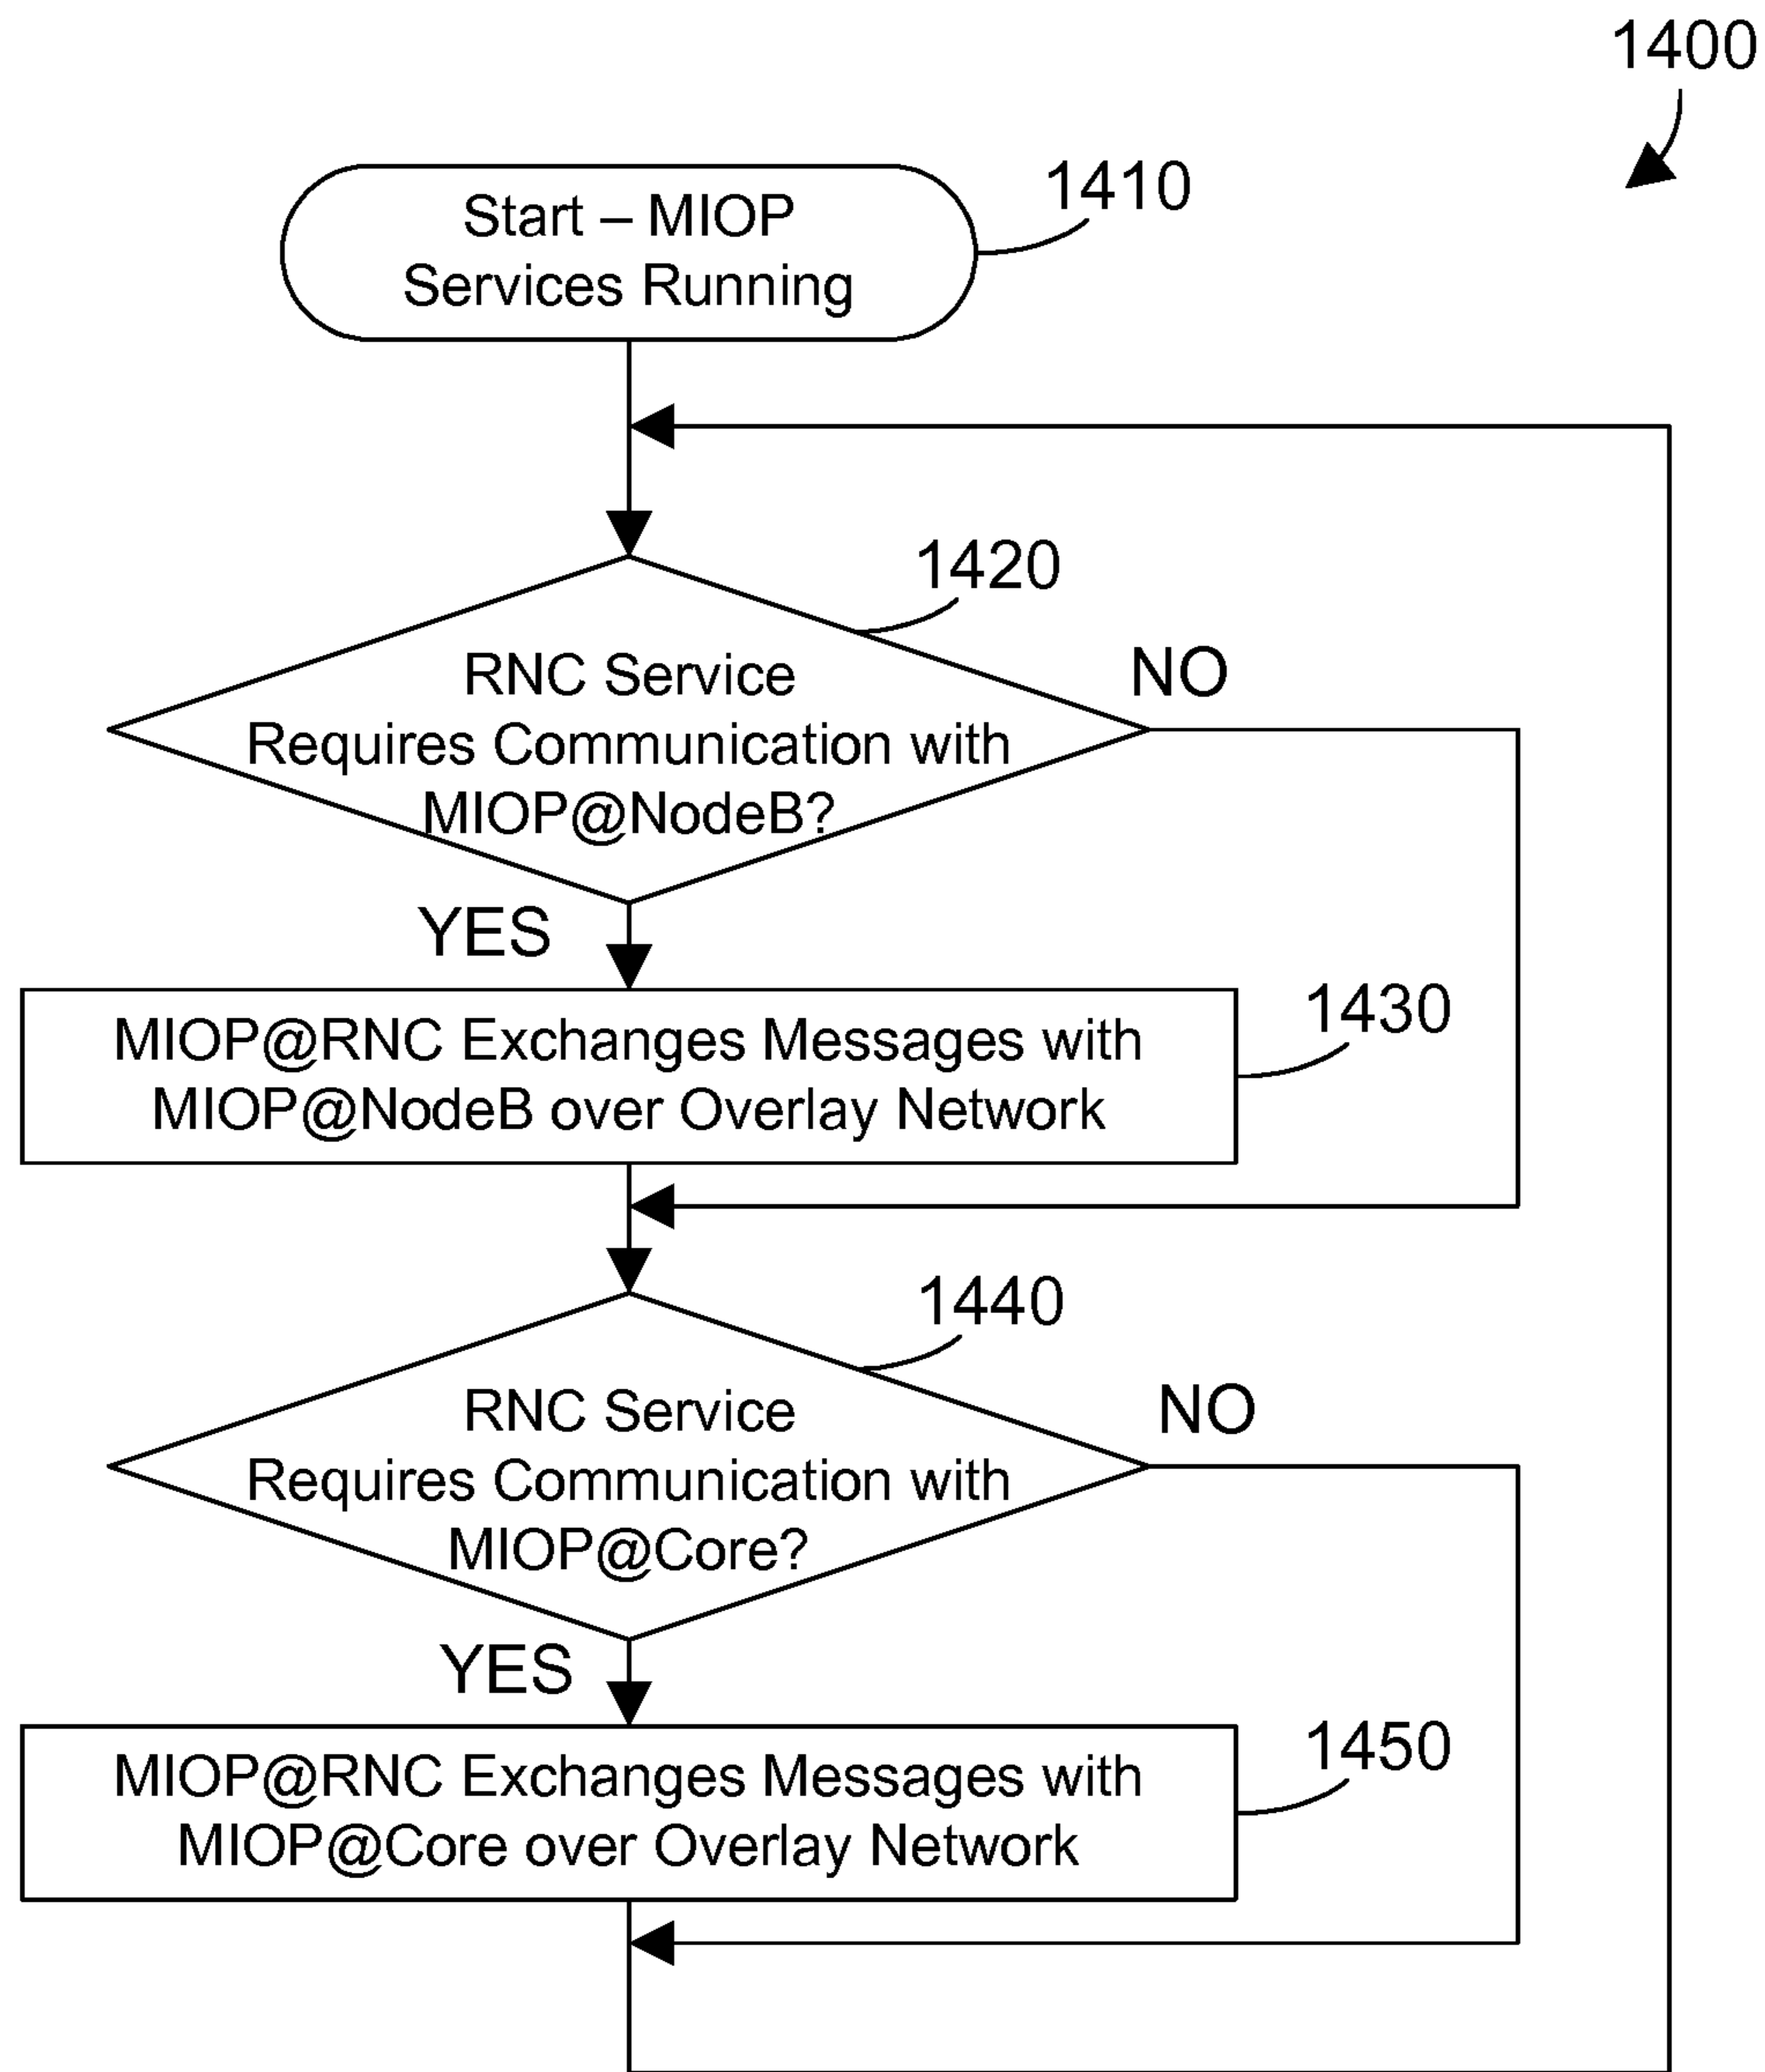 1400
1410
Start – MIOP
Services Running
1420
RNC Service
Requires Communication with
MIOP@NodeB?
NO
YES
1430
MIOP@RNC Exchanges Messages with
MIOP@NodeB over Overlay Network
1440
RNC Service
Requires Communication with
MIOP@Core?
NO
YES
1450
MIOP@RNC Exchanges Messages with
MIOP@Core over Overlay Network